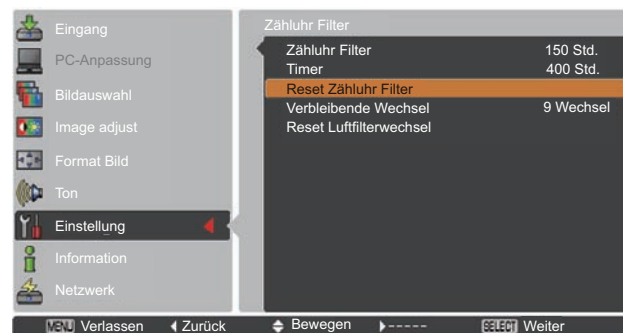 Eingang
PC-Anpassung
Bildauswahl
Image adjust
Format Bild
Ton
Einstellung
Information
Netzwerk
Zähluhr Filter
Zähluhr Filter 150 Std.
Timer 400 Std.
Reset Zähluhr Filter
Verbleibende Wechsel 9 Wechsel
Reset Luftfilterwechsel
MENU Verlassen Zurück Bewegen ----- SELECT Weiter